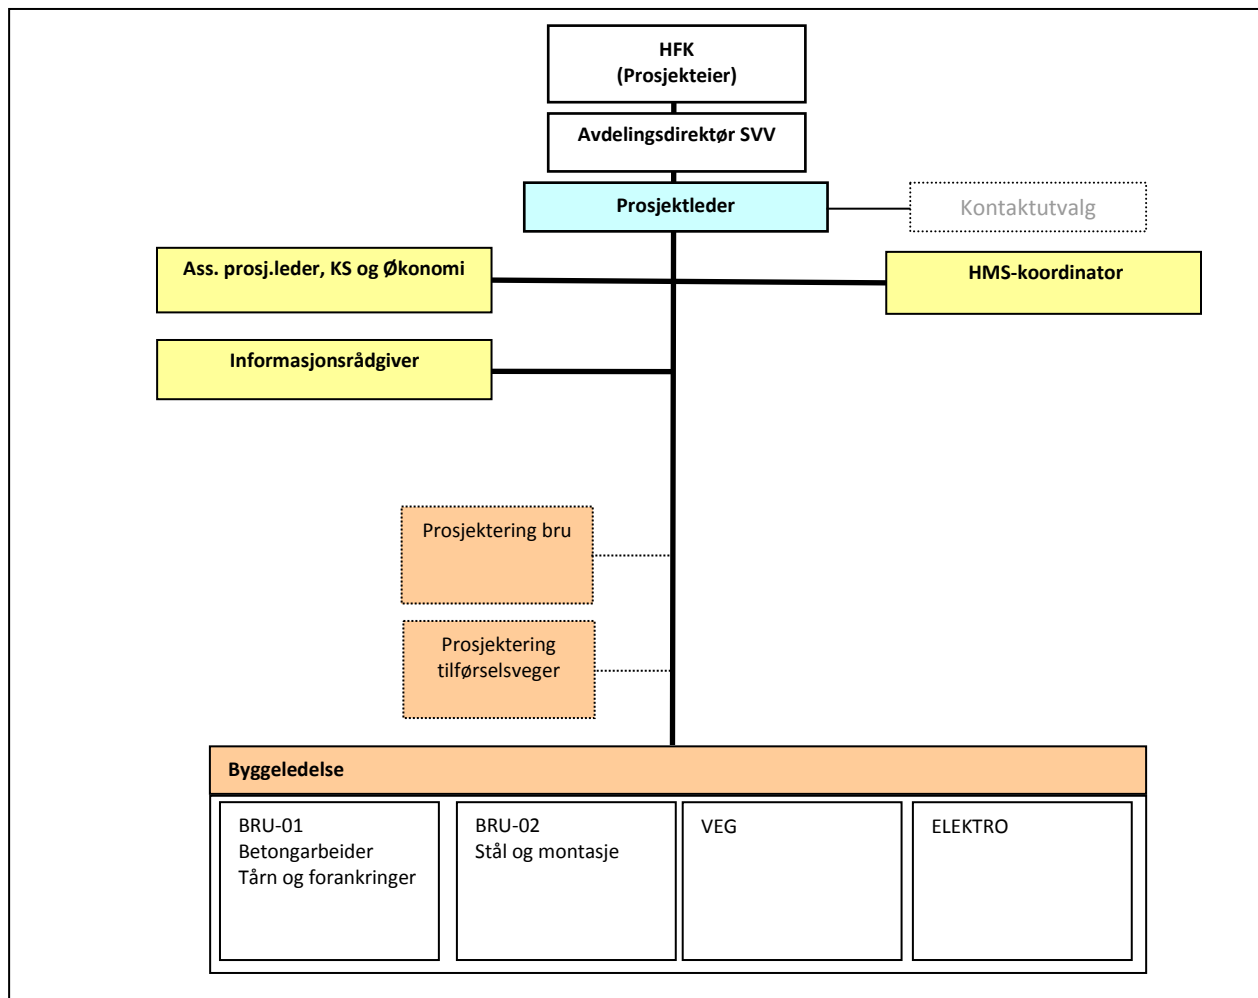 HFK
(Prosjekteier)
Avdelingsdirektør SVV
Prosjektleder
Kontaktutvalg
Ass. prosj.leder, KS og Økonomi
HMS-koordinator
Informasjonsrådgiver
Prosjektering bru
Prosjektering
tilførselsveger
Byggeledelse
BRU-01
Betongarbeider
Tårn og forankringer
BRU-02
Stål og montasje
VEG
ELEKTRO